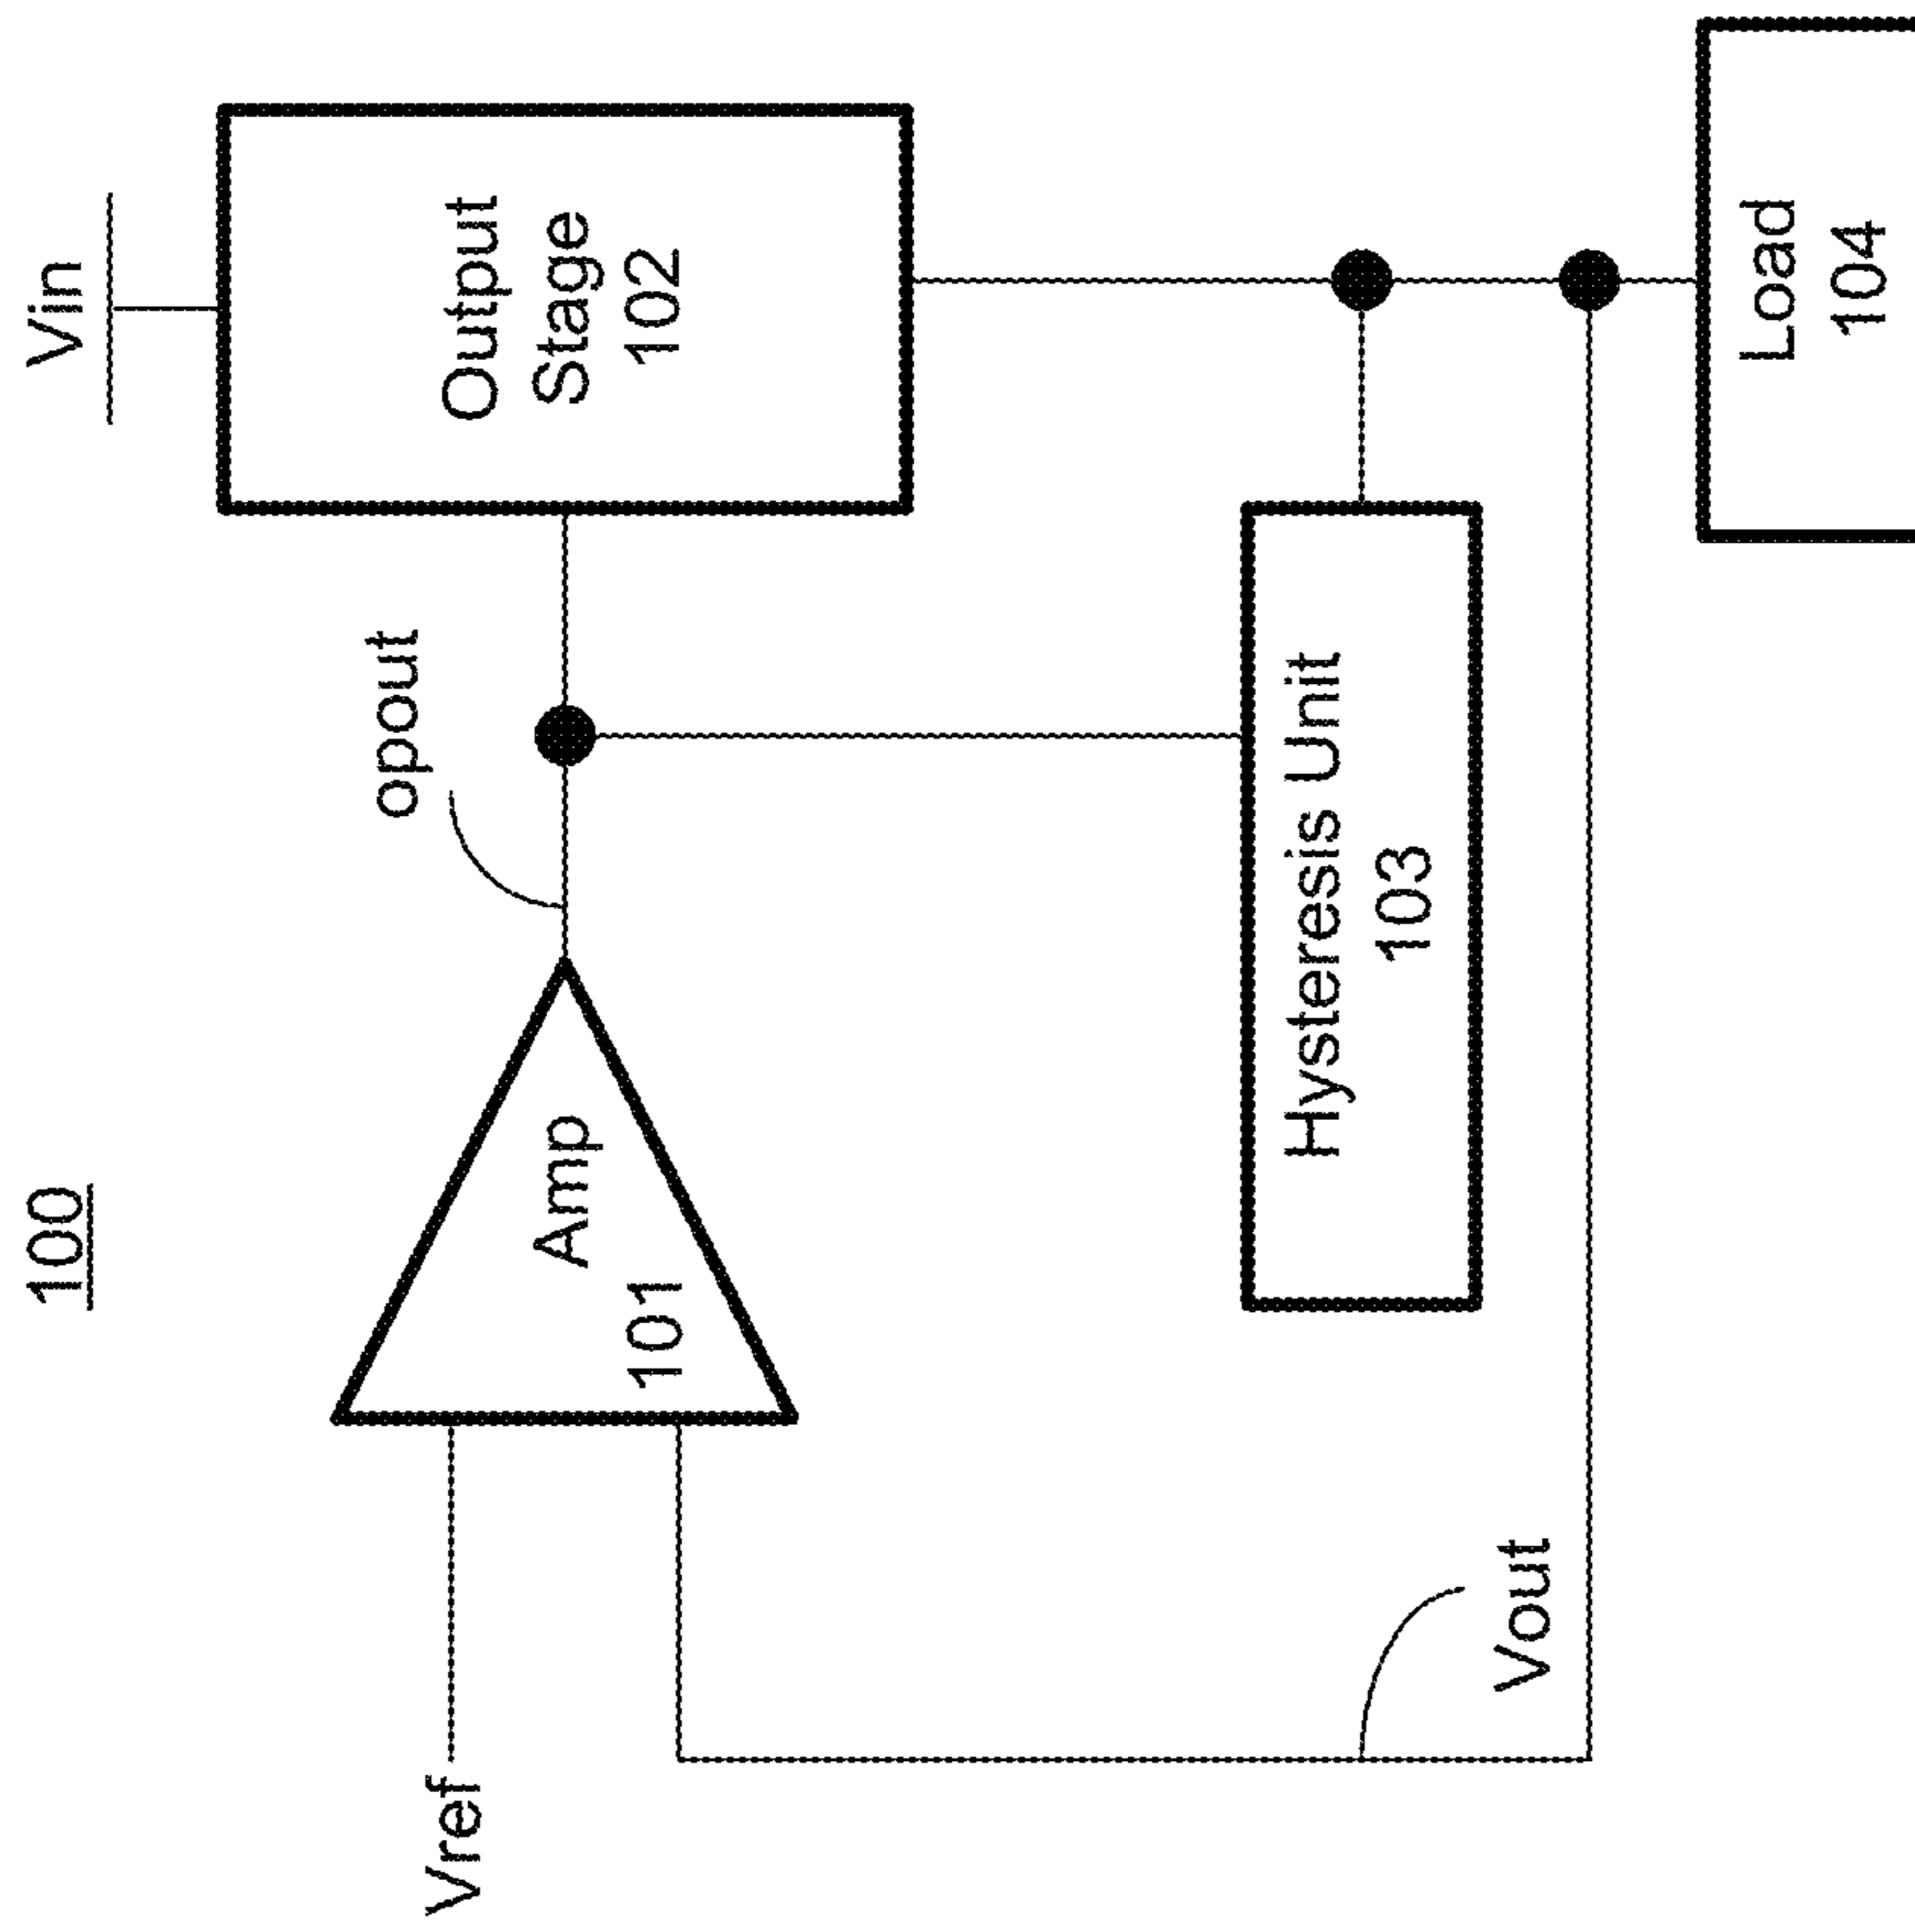 100
Vin
Vref
opout
Amp
101
Output
Stage
102
Hysteresis Unit
103
Vout
Load
104